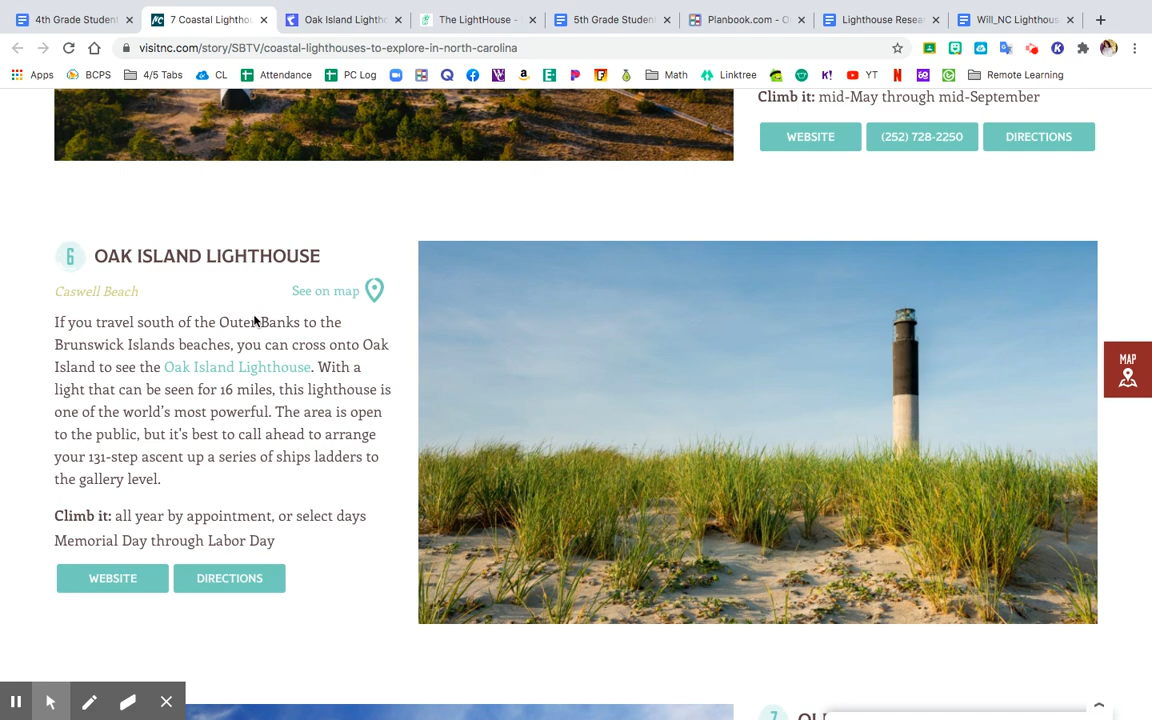 4th Grade Student
7 Coastal Lighthou
Oak Island Lighth
The LightHouse -
5th Grade Studen
Planbook.com - O
Lighthouse Resea
Will_NC Lighthous
visitnc.com/story/SBTV/coastal-lighthouses-to-explore-in-north-carolina
Apps
BCPS
4/5 Tabs
CL
Attendance
PC Log
Math
Linktree
K!
YT
Remote Learning
Climb it: mid-May through mid-September
WEBSITE
(252) 728-2250
DIRECTIONS
6 OAK ISLAND LIGHTHOUSE
Caswell Beach
See on map
If you travel south of the Outer Banks to the
Brunswick Islands beaches, you can cross onto Oak
Island to see the Oak Island Lighthouse. With a
light that can be seen for 16 miles, this lighthouse is
one of the world's most powerful. The area is open
to the public, but it's best to call ahead to arrange
your 131-step ascent up a series of ships ladders to
the gallery level.
Climb it: all year by appointment, or select days
Memorial Day through Labor Day
WEBSITE
DIRECTIONS
MAP
7